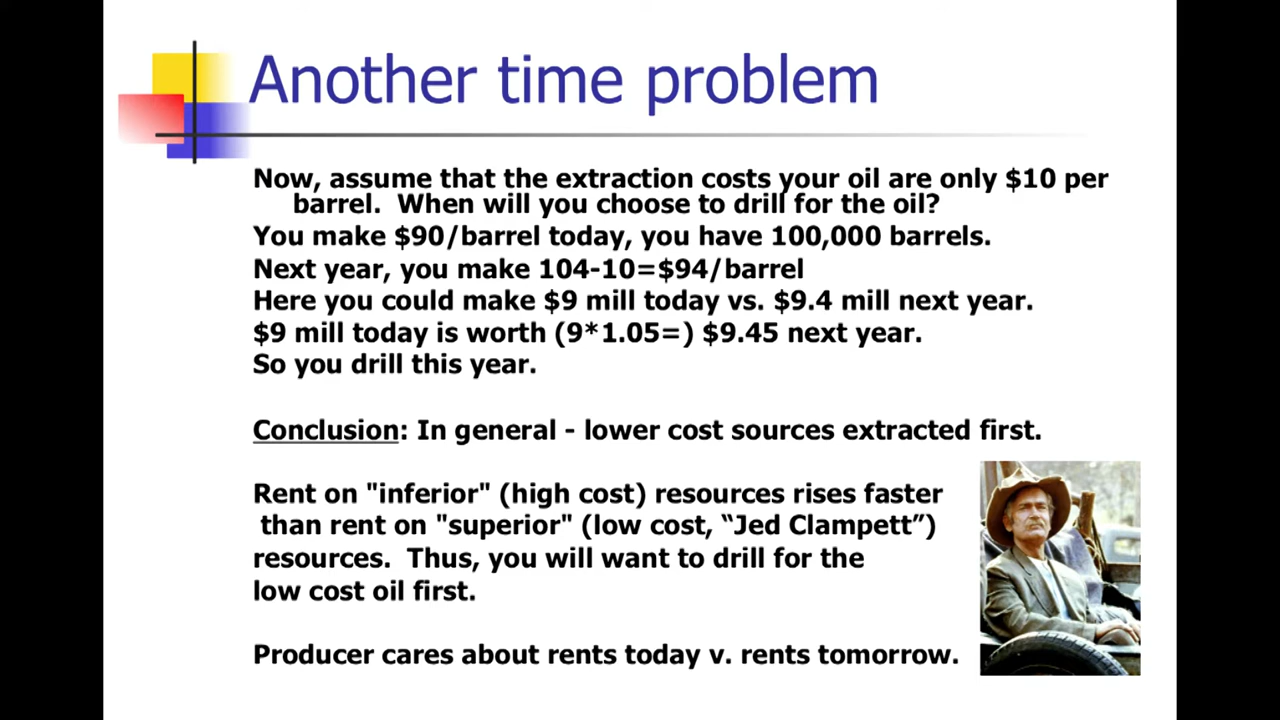 Another time problem
Now, assume that the extraction costs your oil are only $10 per
barrel. When will you choose to drill for the oil?
You make $90/barrel today, you have 100,000 barrels.
Next year, you make 104-10=$94/barrel
Here you could make $9 mill today vs. $9.4 mill next year.
$9 mill today is worth (9*1.05=) $9.45 next year.
So you drill this year.
Conclusion: In general - lower cost sources extracted first.
Rent on "inferior" (high cost) resources rises faster
than rent on "superior" (low cost, “Jed Clampett”)
resources. Thus, you will want to drill for the
low cost oil first.
Producer cares about rents today v. rents tomorrow.